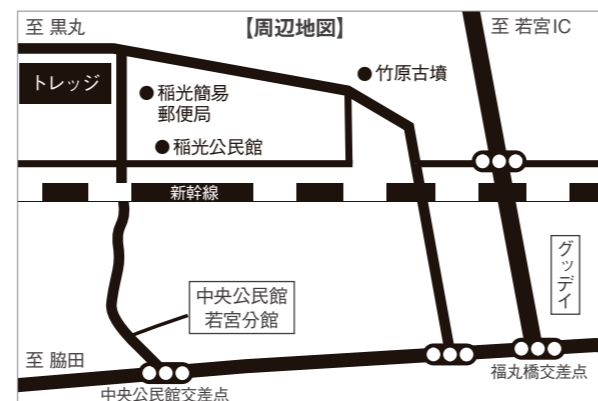 至 黒丸
【周辺地図】
至 若宮IC
トレッジ
稲光簡易
郵便局
竹原古墳
稲光公民館
新幹線
グッデイ
中央公民館
若宮分館
至 脇田
中央公民館交差点
福丸橋交差点